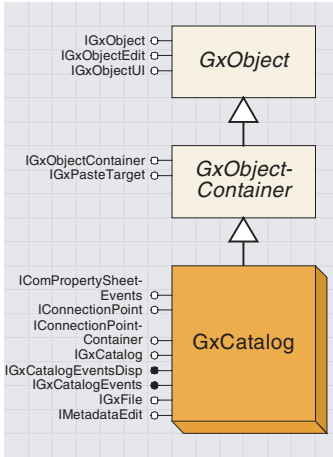 IGxObject
IGxObjectEdit
IGxObjectUI
GxObject
IGxObjectContainer
IGxPasteTarget
GxObject-
Container
IComPropertySheet-
Events
IConnectionPoint
IConnectionPoint-
Container
IGxCatalog
IGxCatalogEventsDisp
IGxCatalogEvents
IGxFile
IMetadataEdit
GxCatalog